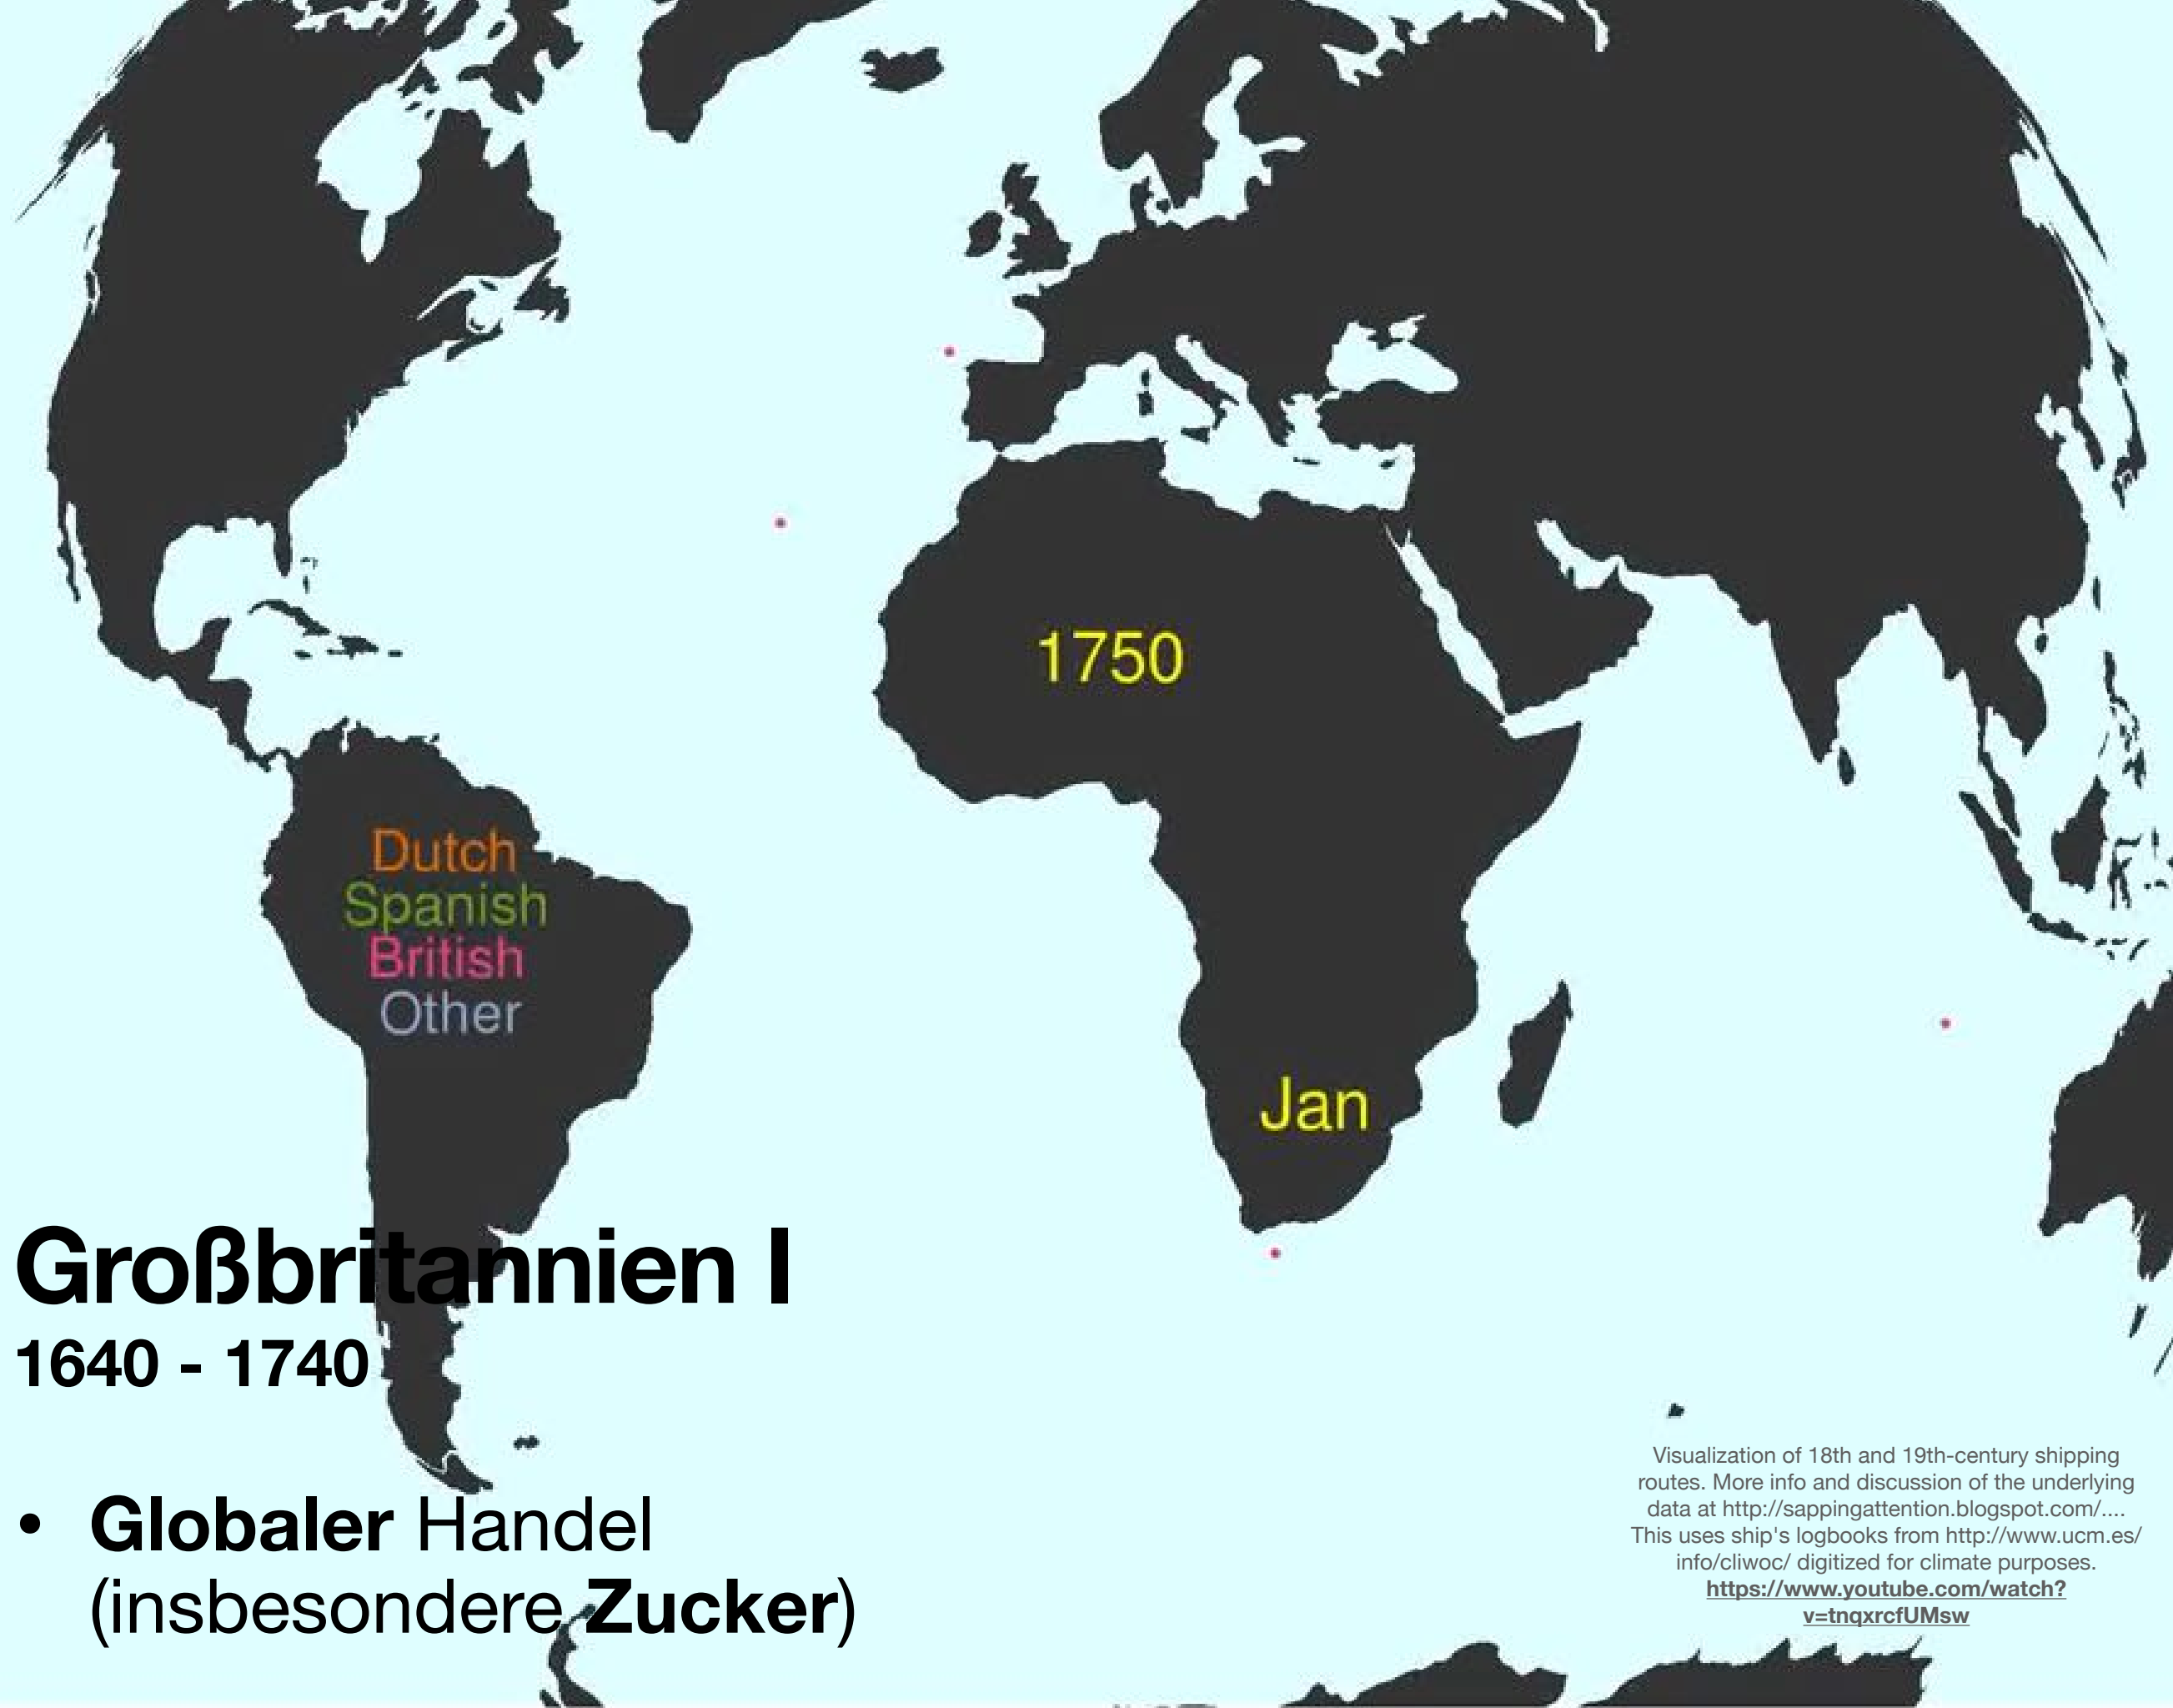 1750
Dutch
Spanish
British
Other
Jan
Großbritannien I
1640 - 1740
• Globaler Handel
(insbesondere Zucker)
Visualization of 18th and 19th-century shipping
routes. More info and discussion of the underlying
data at http://sappingattention.blogspot.com/....
This uses ship's logbooks from http://www.ucm.es/
info/cliwoc/ digitized for climate purposes.
https://www.youtube.com/watch?
v=tnqxrcfUMsw